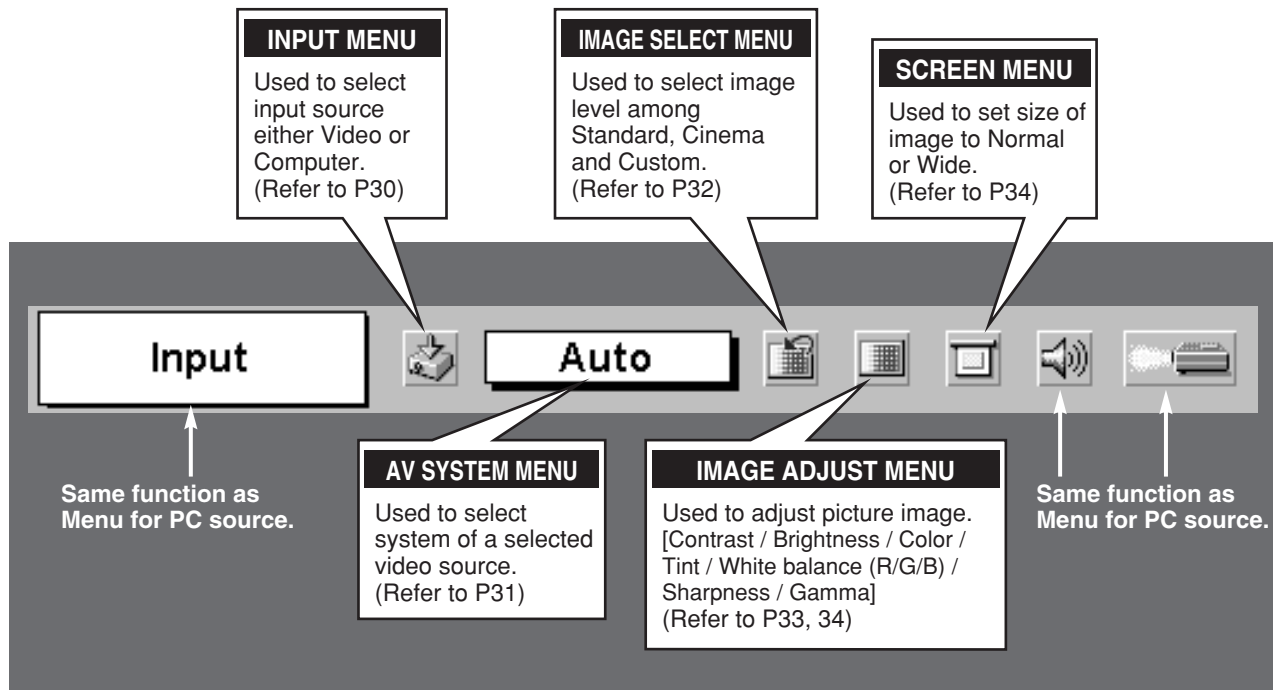 INPUT MENU
Used to select
input source
either Video or
Computer.
(Refer to P30)
IMAGE SELECT MENU
Used to select image
level among
Standard, Cinema
and Custom.
(Refer to P32)
SCREEN MENU
Used to set size of
image to Normal
or Wide.
(Refer to P34)
Input
Auto
Same function as
Menu for PC source.
AV SYSTEM MENU
Used to select
system of a selected
video source.
(Refer to P31)
IMAGE ADJUST MENU
Used to adjust picture image.
[Contrast / Brightness / Color /
Tint / White balance (R/G/B) /
Sharpness / Gamma]
(Refer to P33, 34)
Same function as
Menu for PC source.